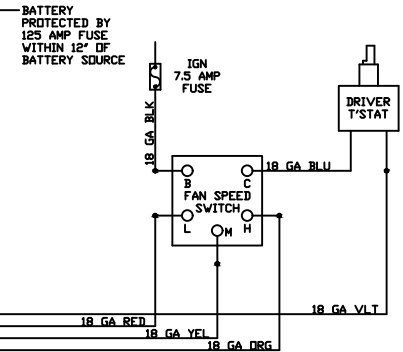 BATTERY
PROTECTED BY
125 AMP FUSE
WITHIN 12" OF
BATTERY SOURCE
IGN
7.5 AMP
FUSE
18 GA BLK
DRIVER
T'STAT
18 GA BLU
B
C
FAN SPEED
SWITCH
L
M
H
18 GA VLT
18 GA RED
18 GA YEL
18 GA ORG